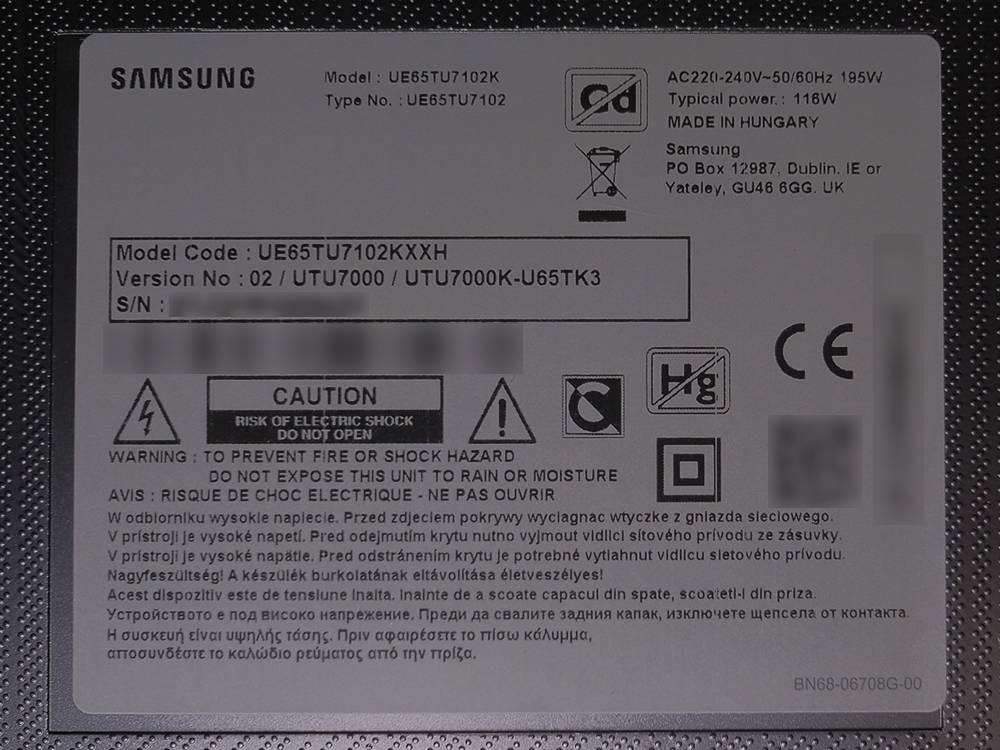 SAMSUNG
Model : UE65TU7102K
Type No. : UE65TU7102
Cd
AC220-240V~50/60Hz 195W
Typical power. : 116W
MADE IN HUNGARY
Samsung
PO Box 12987, Dublin. IE or
Yateley, GU46 6GG. UK
Model Code : UE65TU7102KXXH
Version No : 02 / UTU7000 / UTU7000K-U65TK3
S/N :
CE
Hg
C
CAUTION
RISK OF ELECTRIC SHOCK
DO NOT OPEN
WARNING : TO PREVENT FIRE OR SHOCK HAZARD
DO NOT EXPOSE THIS UNIT TO RAIN OR MOISTURE
AVIS : RISQUE DE CHOC ELECTRIQUE - NE PAS OUVRIR
W odbiorniku wysokie napiecie. Przed zdjeciem pokrywy wyciagnac wtyczke z gniazda sieciowego.
V prístroji je vysoké napetí. Pred odejmutím krytu nutno vyjmout vidlici sítového prívodu ze zásuvky.
V prístroji je vysoké napätie. Pred odstránením krytu je potrebné vytiahnut vidlicu sietového prívodu.
Nagyfeszültség! A készülék burkolatának eltávolítása életveszélyes!
Acest dispozitiv este de tensiune inalta. Inainte de a scoate capacul din spate, scoateti-l din priza.
Устройството е под високо напрежение. Преди да свалите задния капак, изключете щепсела от контакта.
Η συσκευή είναι υψηλής τάσης. Πριν αφαιρέσετε το πίσω κάλυμμα,
αποσυνδέστε το καλώδιο ρεύματος από την πρίζα.
BN68-06708G-00